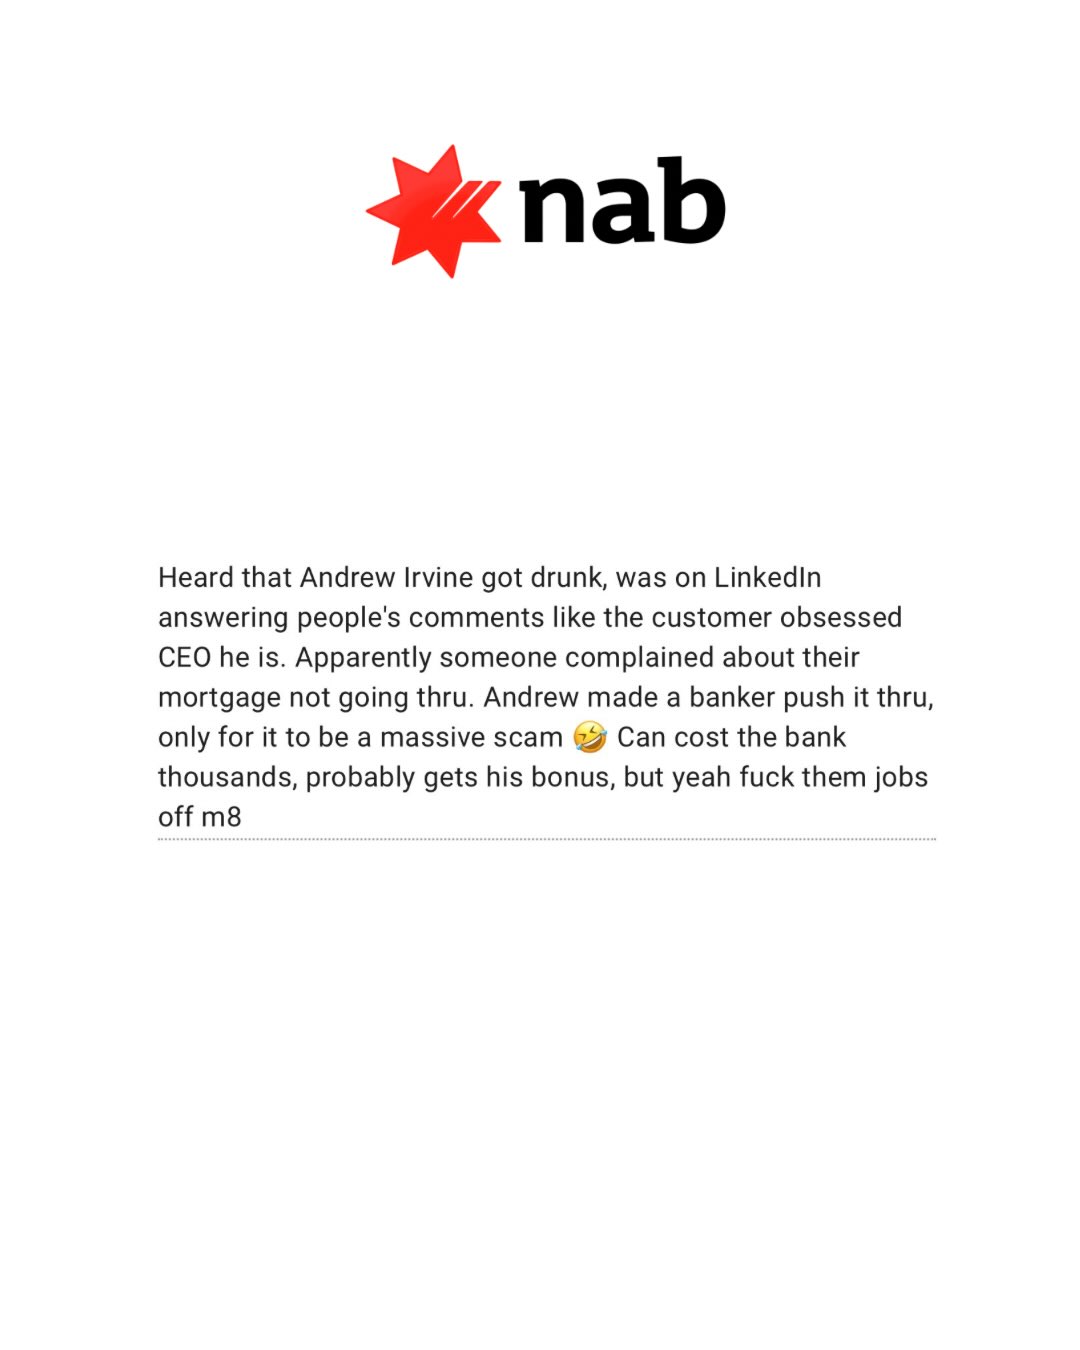 nab
Heard that Andrew Irvine got drunk, was on LinkedIn
answering people's comments like the customer obsessed
CEO he is. Apparently someone complained about their
mortgage not going thru. Andrew made a banker push it thru,
only for it to be a massive scam 🤣 Can cost the bank
thousands, probably gets his bonus, but yeah fuck them jobs
off m8